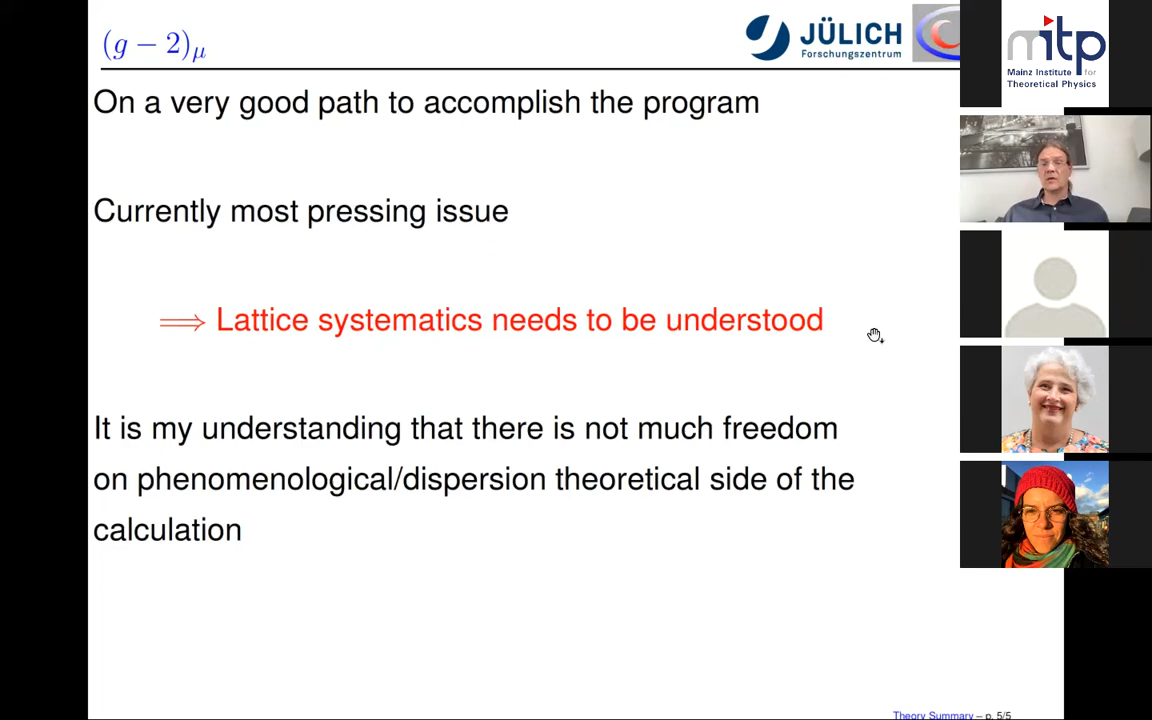 (g − 2)μ
JÜLICH
Forschungszentrum
mitp
Mainz Institute for
Theoretical Physics
On a very good path to accomplish the program
Currently most pressing issue
⟹ Lattice systematics needs to be understood
It is my understanding that there is not much freedom
on phenomenological/dispersion theoretical side of the
calculation
Theory Summary – p. 5/5